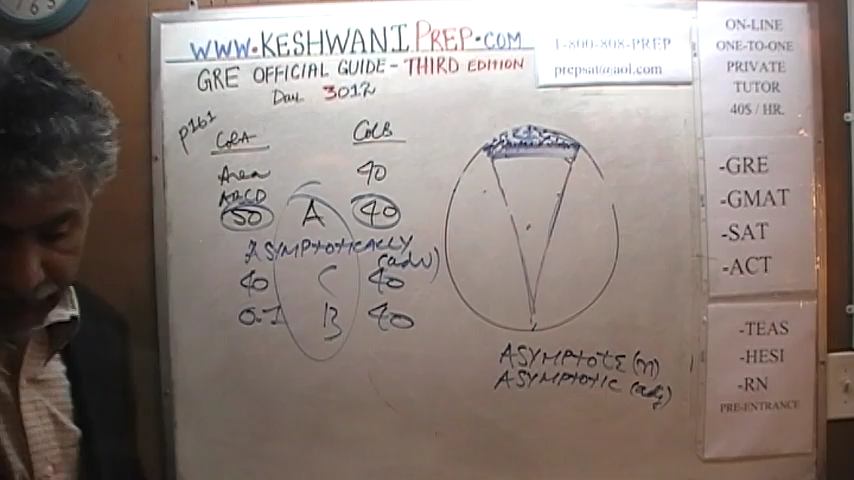 WWW.KESHWANIPREP.COM
GRE OFFICIAL GUIDE - THIRD EDITION
Day 3012
1-800-808-PREP
prepsat@aol.com
p161
Col A Col B
Area 40
ABCD
50 A 40
ASYMPTOTICALLY
(adv)
40 C 40
0.1 B 40
ASYMPTOTE (n)
ASYMPTOTIC (adj)
ON-LINE
ONE-TO-ONE
PRIVATE
TUTOR
40$ / HR.
-GRE
-GMAT
-SAT
-ACT
-TEAS
-HESI
-RN
PRE-ENTRANCE